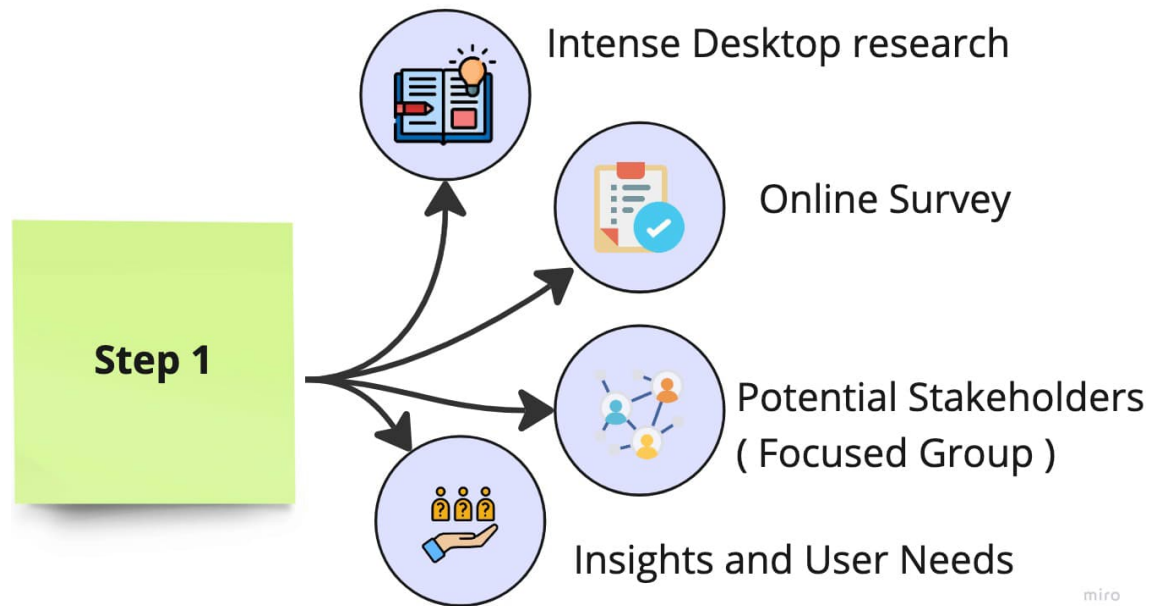 Intense Desktop research
Online Survey
Step 1
Potential Stakeholders
( Focused Group )
Insights and User Needs
miro